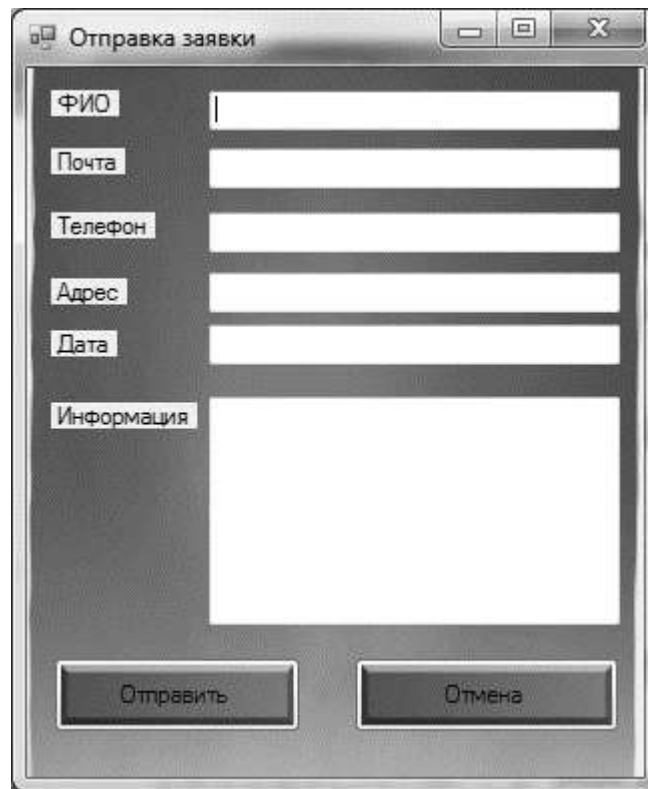 Отправка заявки
ФИО
Почта
Телефон
Адрес
Дата
Информация
Отправить
Отмена